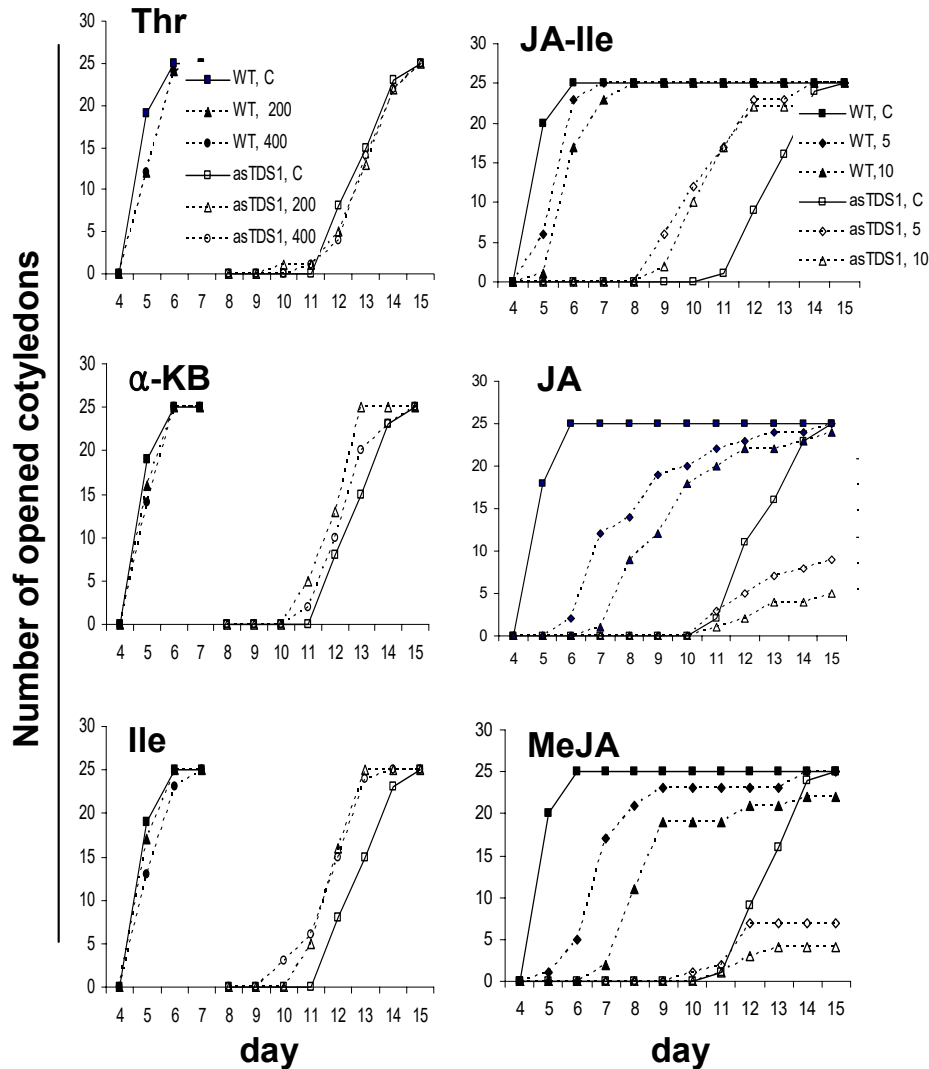 Number of opened cotyledons
Thr
30
25
20
15
10
5
0
WT, C
WT, 200
WT, 400
asTDS1, C
asTDS1, 200
asTDS1, 400
4 5 6 7 8 9 10 11 12 13 14 15
JA-Ile
30
25
20
15
10
5
0
WT, C
WT, 5
WT,10
asTDS1, C
asTDS1, 5
asTDS1, 10
4 5 6 7 8 9 10 11 12 13 14 15
α-KB
30
25
20
15
10
5
0
4 5 6 7 8 9 10 11 12 13 14 15
JA
30
25
20
15
10
5
0
4 5 6 7 8 9 10 11 12 13 14 15
Ile
30
25
20
15
10
5
0
4 5 6 7 8 9 10 11 12 13 14 15
day
MeJA
30
25
20
15
10
5
0
4 5 6 7 8 9 10 11 12 13 14 15
day